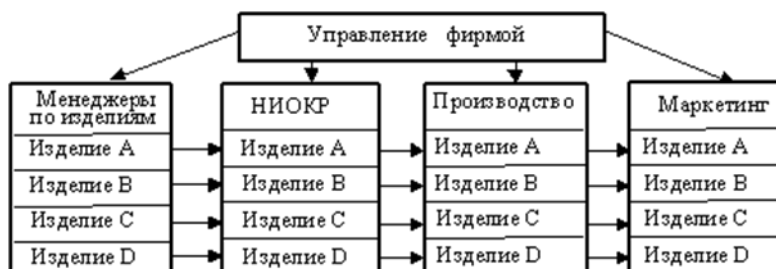 Управление фирмой
Менеджеры
по изделиям
НИОКР
Производство
Маркетинг
Изделие A
Изделие A
Изделие A
Изделие A
Изделие B
Изделие B
Изделие B
Изделие B
Изделие C
Изделие C
Изделие C
Изделие C
Изделие D
Изделие D
Изделие D
Изделие D